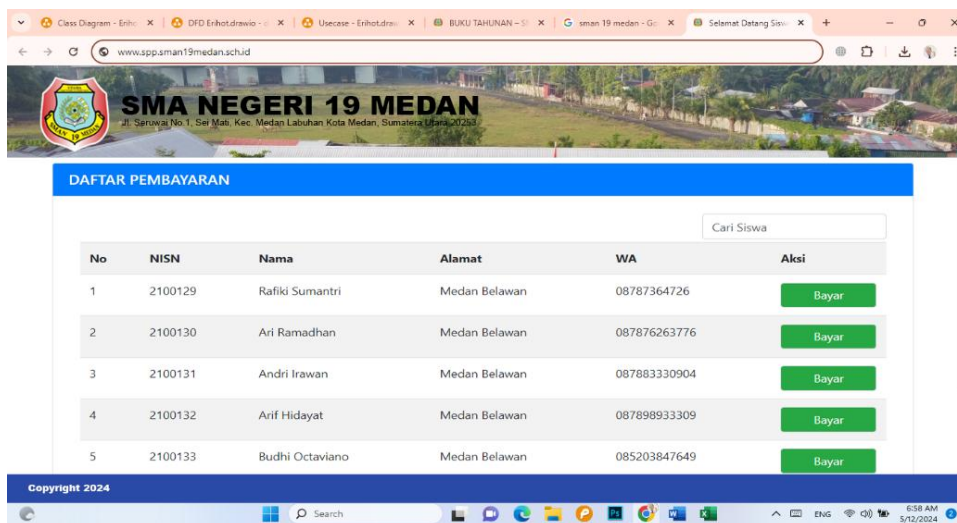 Class Diagram - Eriho
DFD Erihot.drawio - d
Usecase - Erihot.draw
BUKU TAHUNAN – S
sman 19 medan - Go
Selamat Datang Sisw
www.spp.sman19medan.sch.id
SMA NEGERI 19 MEDAN
Jl. Seruwai No.1, Sei Mati, Kec. Medan Labuhan Kota Medan, Sumatera Utara 20253
DAFTAR PEMBAYARAN
Cari Siswa
No NISN Nama Alamat WA Aksi
1 2100129 Rafiki Sumantri Medan Belawan 08787364726 Bayar
2 2100130 Ari Ramadhan Medan Belawan 087876263776 Bayar
3 2100131 Andri Irawan Medan Belawan 087883330904 Bayar
4 2100132 Arif Hidayat Medan Belawan 087898933309 Bayar
5 2100133 Budhi Octaviano Medan Belawan 085203847649 Bayar
Copyright 2024
Search
ENG
6:58 AM
5/12/2024